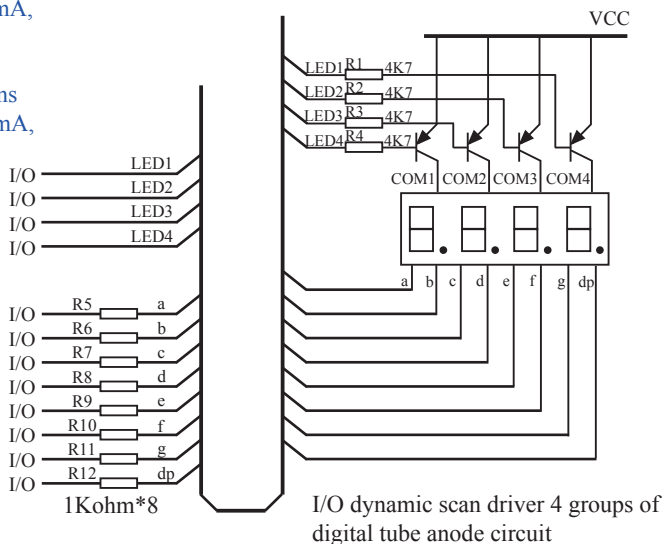 mA,
ns
mA,
VCC
LED1 R1 4K7
LED2 R2 4K7
LED3 R3 4K7
LED4 R4 4K7
COM1 COM2 COM3 COM4
a b c d e f g dp
I/O LED1
I/O LED2
I/O LED3
I/O LED4
I/O R5 a
I/O R6 b
I/O R7 c
I/O R8 d
I/O R9 e
I/O R10 f
I/O R11 g
I/O R12 dp
1Kohm*8
I/O dynamic scan driver 4 groups of
digital tube anode circuit